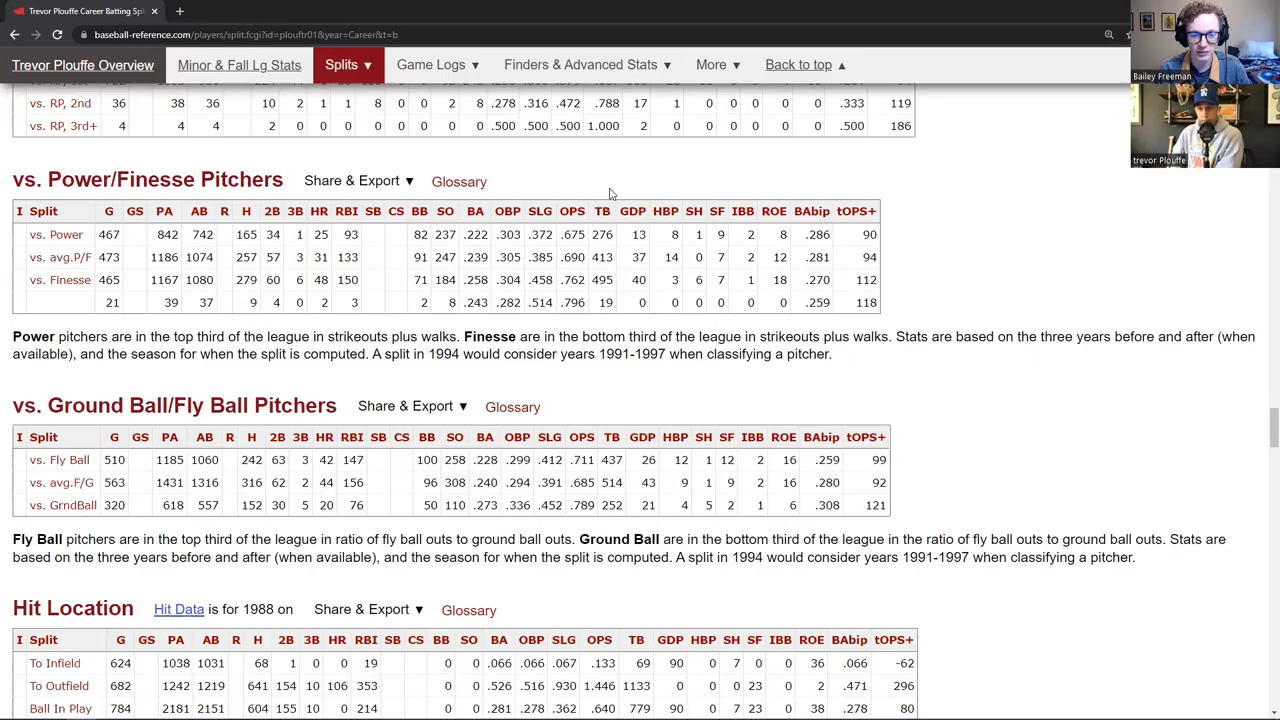 Trevor Plouffe Career Batting Spl
baseball-reference.com/players/split.fcgi?id=plouftr01&year=Career&t=b
Trevor Plouffe Overview Minor & Fall Lg Stats Splits ▼ Game Logs ▼ Finders & Advanced Stats ▼ More ▼ Back to top ▲
Bailey Freeman
trevor Plouffe
vs. RP, 2nd 36 38 36 10 2 1 1 8 0 0 2 8 .278 .316 .472 .788 17 1 0 0 0 0 0 .333 119
vs. RP, 3rd+ 4 4 4 2 0 0 0 0 0 0 0 0 .500 .500 .500 1.000 2 0 0 0 0 0 0 .500 186
vs. Power/Finesse Pitchers Share & Export ▼ Glossary
I Split G GS PA AB R H 2B 3B HR RBI SB CS BB SO BA OBP SLG OPS TB GDP HBP SH SF IBB ROE BAbip tOPS+
vs. Power 467 842 742 165 34 1 25 93 82 237 .222 .303 .372 .675 276 13 8 1 9 2 8 .286 90
vs. avg.P/F 473 1186 1074 257 57 3 31 133 91 247 .239 .305 .385 .690 413 37 14 0 7 2 12 .281 94
vs. Finesse 465 1167 1080 279 60 6 48 150 71 184 .258 .304 .458 .762 495 40 3 6 7 1 18 .270 112
21 39 37 9 4 0 2 3 2 8 .243 .282 .514 .796 19 0 0 0 0 0 0 .259 118
Power pitchers are in the top third of the league in strikeouts plus walks. Finesse are in the bottom third of the league in strikeouts plus walks. Stats are based on the three years before and after (when
available), and the season for when the split is computed. A split in 1994 would consider years 1991-1997 when classifying a pitcher.
vs. Ground Ball/Fly Ball Pitchers Share & Export ▼ Glossary
I Split G GS PA AB R H 2B 3B HR RBI SB CS BB SO BA OBP SLG OPS TB GDP HBP SH SF IBB ROE BAbip tOPS+
vs. Fly Ball 510 1185 1060 242 63 3 42 147 100 258 .228 .299 .412 .711 437 26 12 1 12 2 16 .259 99
vs. avg.F/G 563 1431 1316 316 62 2 44 156 96 308 .240 .294 .391 .685 514 43 9 1 9 2 16 .280 92
vs. GrndBall 320 618 557 152 30 5 20 76 50 110 .273 .336 .452 .789 252 21 4 5 2 1 6 .308 121
Fly Ball pitchers are in the top third of the league in ratio of fly ball outs to ground ball outs. Ground Ball are in the bottom third of the league in the ratio of fly ball outs to ground ball outs. Stats are
based on the three years before and after (when available), and the season for when the split is computed. A split in 1994 would consider years 1991-1997 when classifying a pitcher.
Hit Location Hit Data is for 1988 on Share & Export ▼ Glossary
I Split G GS PA AB R H 2B 3B HR RBI SB CS BB SO BA OBP SLG OPS TB GDP HBP SH SF IBB ROE BAbip tOPS+
To Infield 624 1038 1031 68 1 0 0 19 0 0 .066 .066 .067 .133 69 90 0 7 0 0 36 .066 -62
To Outfield 682 1242 1219 641 154 10 106 353 0 0 .526 .516 .930 1.446 1133 0 0 0 23 0 2 .471 296
Ball In Play 784 2181 2151 604 155 10 0 214 0 0 .281 .278 .362 .640 779 90 0 7 23 0 38 .278 80